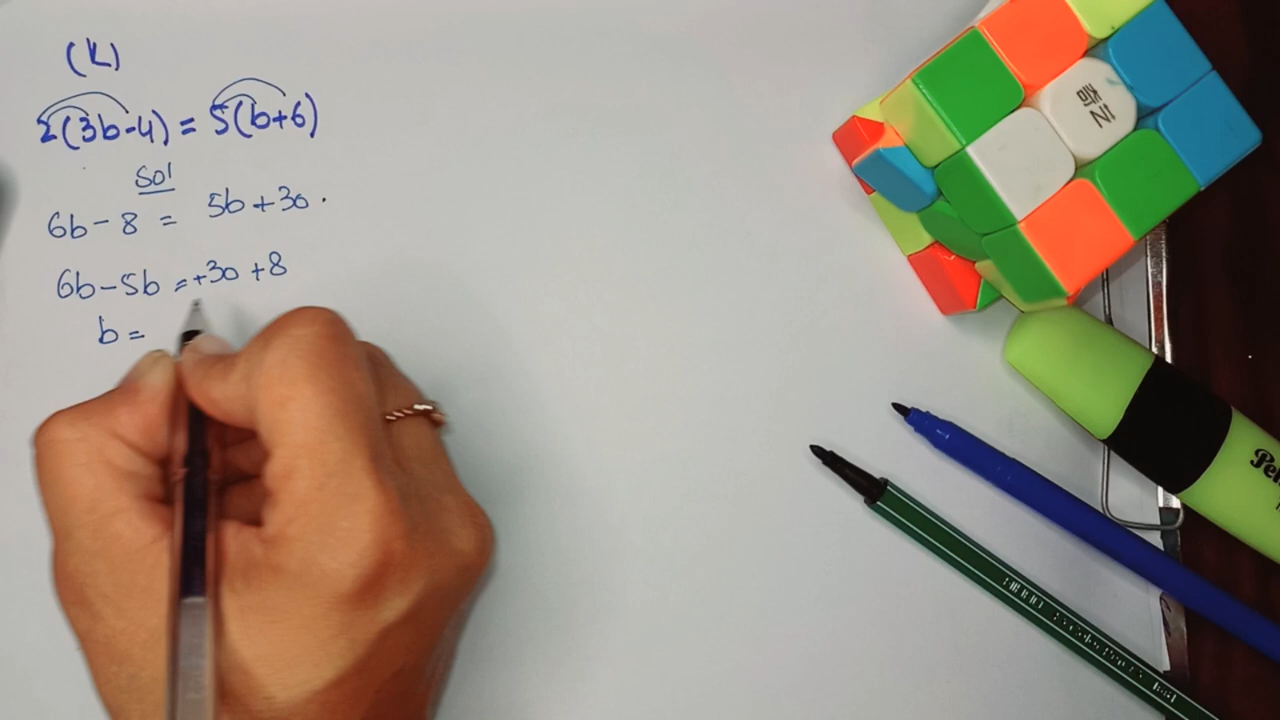 (L)
2(3b-4) = 5(b+6)
Sol
6b - 8 = 5b + 30.
6b - 5b = +30 + 8
b =